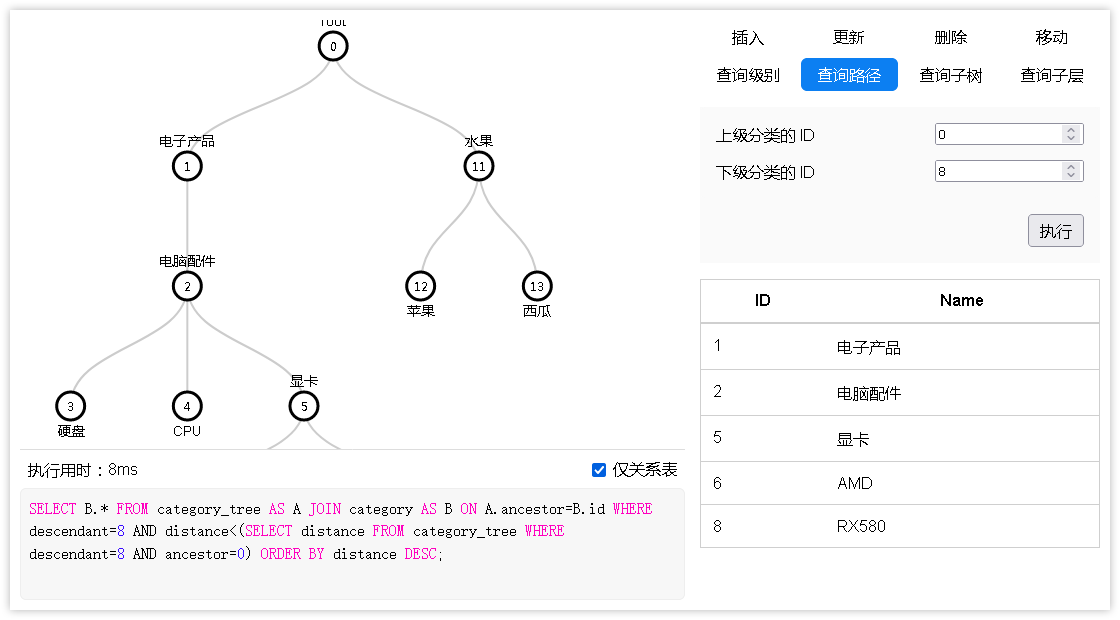 root
0
电子产品
水果
1
11
电脑配件
2
12
13
苹果
西瓜
显卡
3
4
5
硬盘
CPU
执行用时：8ms
仅关系表
SELECT B.* FROM category_tree AS A JOIN category AS B ON A.ancestor=B.id WHERE
descendant=8 AND distance<(SELECT distance FROM category_tree WHERE
descendant=8 AND ancestor=0) ORDER BY distance DESC;
插入 更新 删除 移动
查询级别 查询路径 查询子树 查询子层
上级分类的 ID 0
下级分类的 ID 8
执行
ID Name
1 电子产品
2 电脑配件
5 显卡
6 AMD
8 RX580